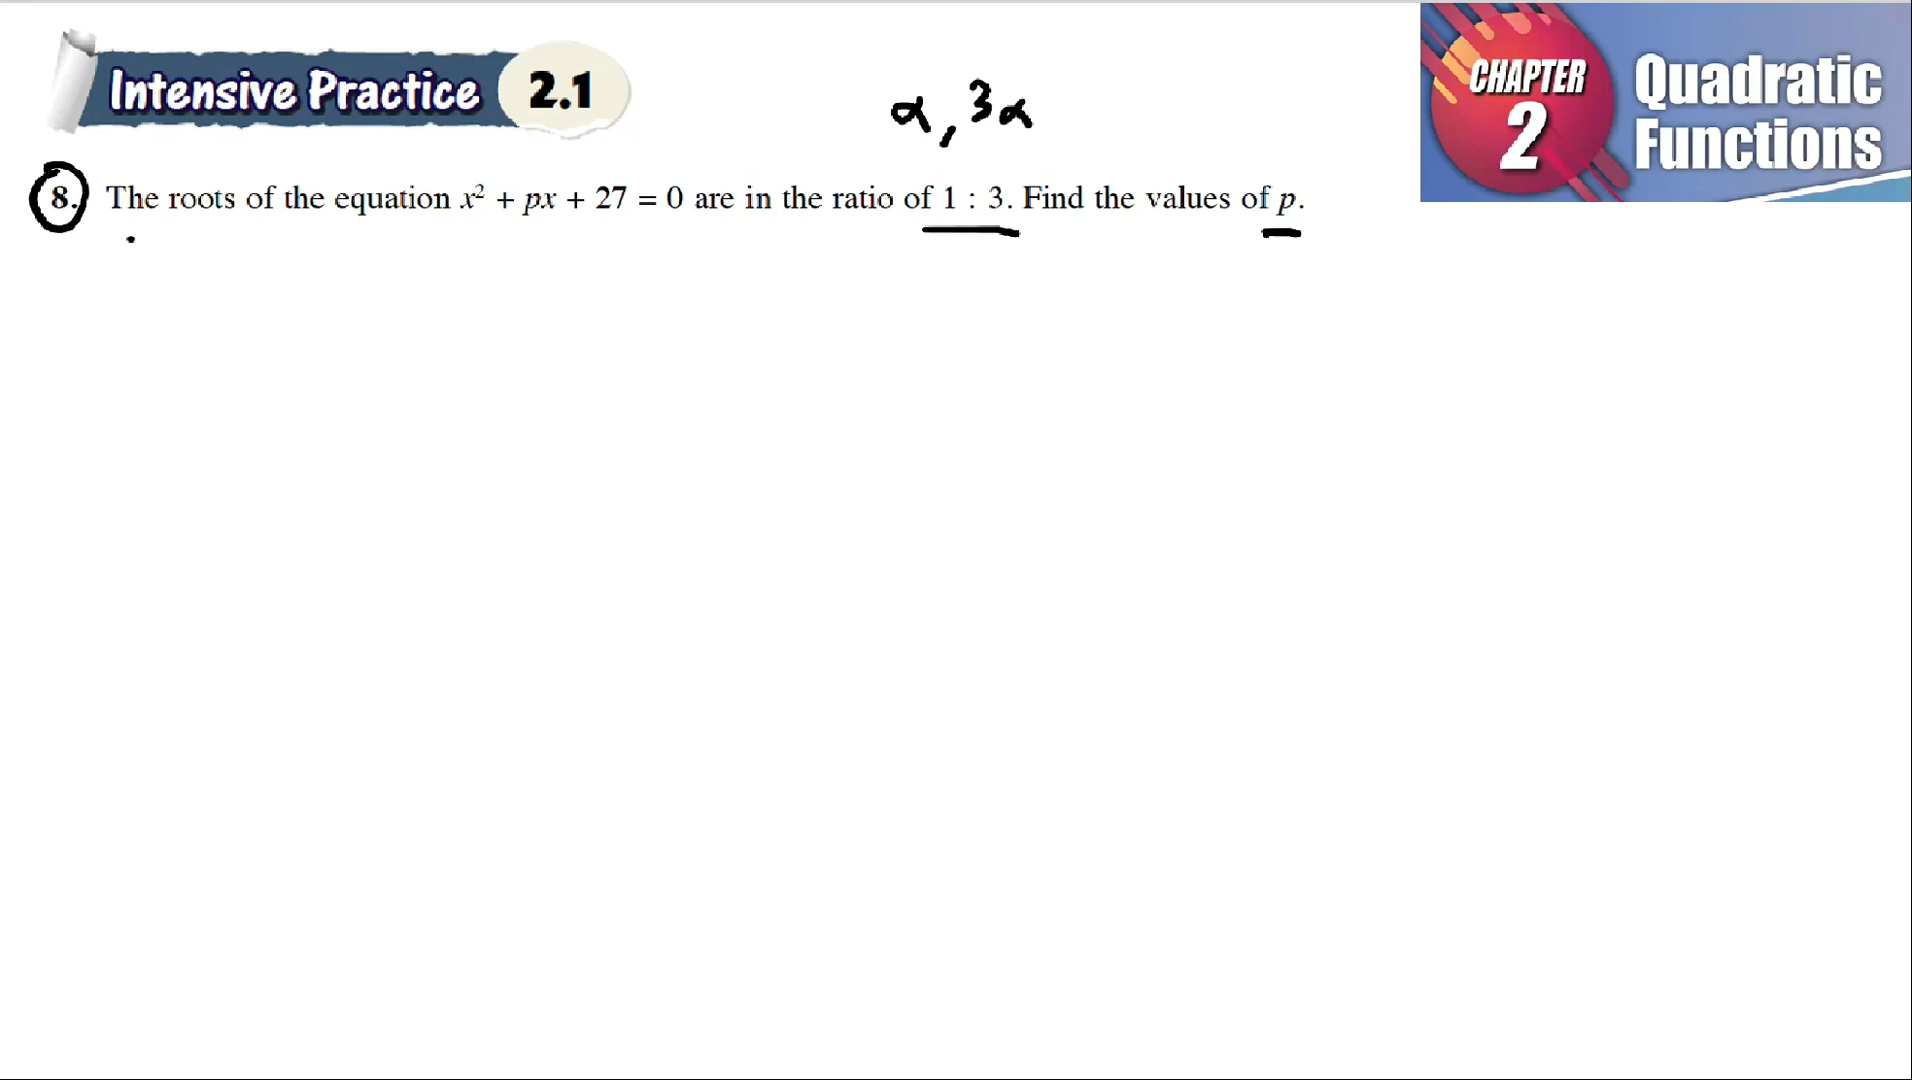 Intensive Practice 2.1
α, 3α
CHAPTER 2
Quadratic Functions
8. The roots of the equation x² + px + 27 = 0 are in the ratio of 1 : 3. Find the values of p.